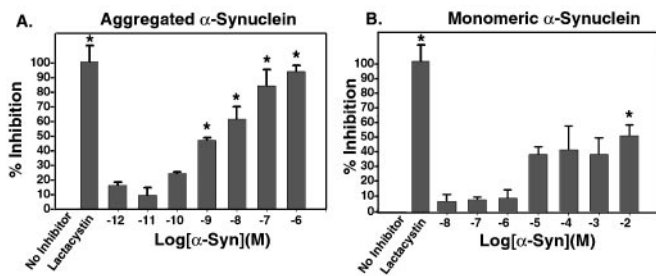 A. Aggregated α-Synuclein
% Inhibition
100
90
80
70
60
50
40
30
20
10
0
*
*
*
*
*
No Inhibitor
Lactacystin
-12 -11 -10 -9 -8 -7 -6
Log[α-Syn](M)
B. Monomeric α-Synuclein
% Inhibition
100
90
80
70
60
50
40
30
20
10
0
*
*
No Inhibitor
Lactacystin
-8 -7 -6 -5 -4 -3 -2
Log[α-Syn](M)